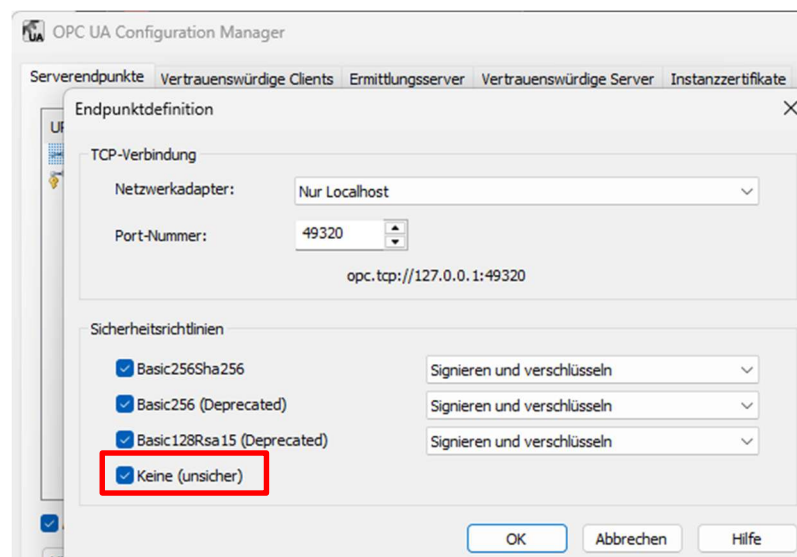 OPC UA Configuration Manager
Serverendpunkte Vertrauenswürdige Clients Ermittlungsserver Vertrauenswürdige Server Instanzzertifikate
Endpunktdefinition
TCP-Verbindung
Netzwerkadapter: Nur Localhost
Port-Nummer: 49320
opc.tcp://127.0.0.1:49320
Sicherheitsrichtlinien
Basic256Sha256 Signieren und verschlüsseln
Basic256 (Deprecated) Signieren und verschlüsseln
Basic128Rsa15 (Deprecated) Signieren und verschlüsseln
Keine (unsicher)
OK Abbrechen Hilfe